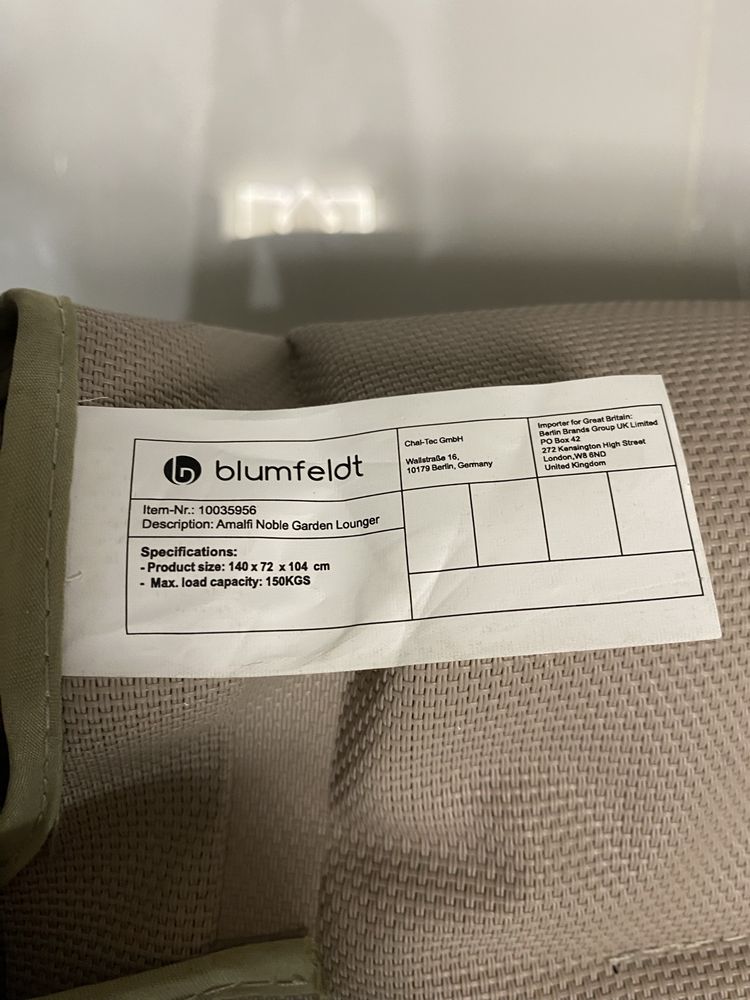 blumfeldt
Item-Nr.: 10035956
Description: Amalfi Noble Garden Lounger
Specifications:
- Product size: 140 x 72 x 104 cm
- Max. load capacity: 150KGS
Chal-Tec GmbH
Wallstraße 16,
10179 Berlin, Germany
Importer for Great Britain:
Berlin Brands Group UK Limited
PO Box 42
272 Kensington High Street
London,W8 6ND
United Kingdom